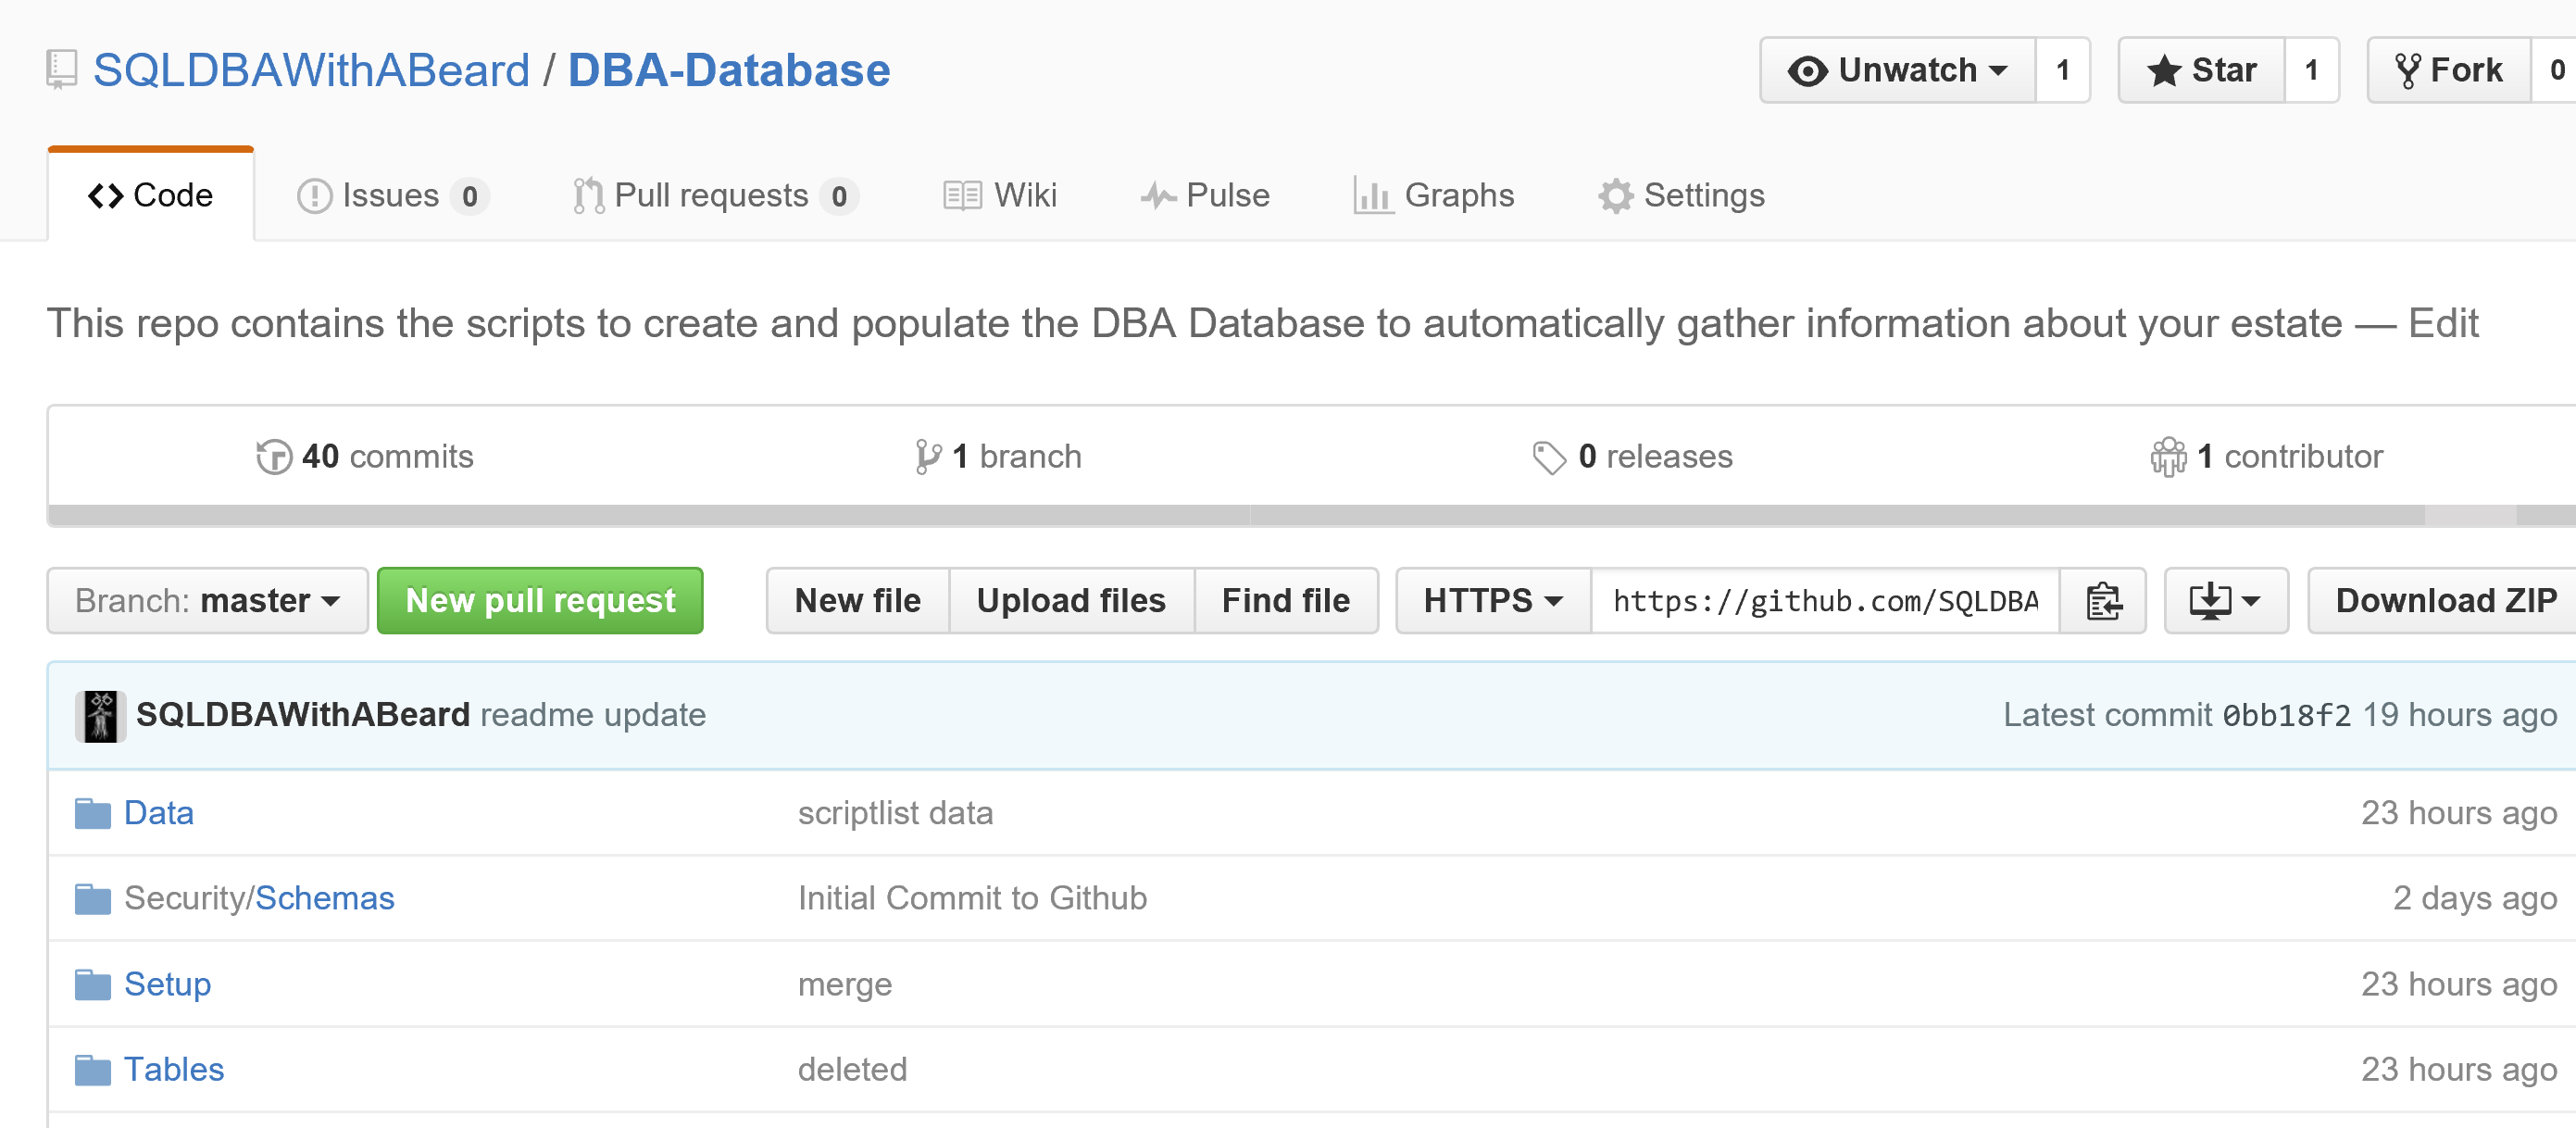 SQLDBAWithABeard / DBA-Database
Unwatch 1 Star 1 Fork 0
Code Issues 0 Pull requests 0 Wiki Pulse Graphs Settings
This repo contains the scripts to create and populate the DBA Database to automatically gather information about your estate — Edit
40 commits 1 branch 0 releases 1 contributor
Branch: master New pull request New file Upload files Find file HTTPS https://github.com/SQLDBA Download ZIP
SQLDBAWithABeard readme update Latest commit 0bb18f2 19 hours ago
Data scriptlist data 23 hours ago
Security/Schemas Initial Commit to Github 2 days ago
Setup merge 23 hours ago
Tables deleted 23 hours ago